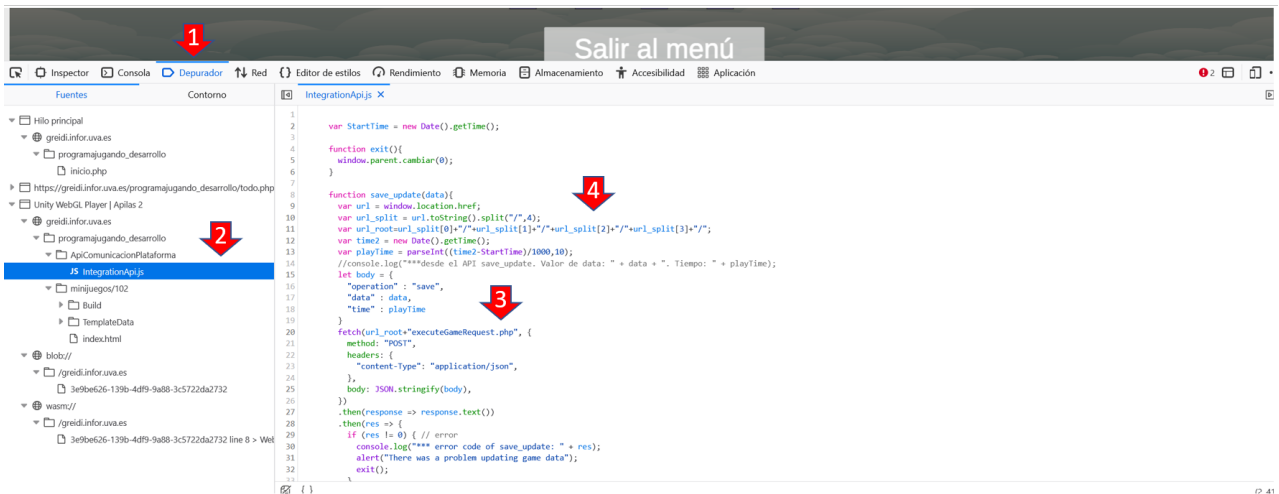 1
Salir al menú
Inspector Consola Depurador Red Editor de estilos Rendimiento Memoria Almacenamiento Accesibilidad Aplicación 2
Fuentes Contorno IntegrationApi.js
Hilo principal
greidi.infor.uva.es
programajugando_desarrollo
inicio.php
https://greidi.infor.uva.es/programajugando_desarrollo/todo.php
Unity WebGL Player | Apilas 2
greidi.infor.uva.es
programajugando_desarrollo
2
ApiComunicacionPlataforma
JS IntegrationApi.js
minijuegos/102
Build
TemplateData
index.html
blob://
/greidi.infor.uva.es
3e9be626-139b-4df9-9a88-3c5722da2732
wasm://
/greidi.infor.uva.es
3e9be626-139b-4df9-9a88-3c5722da2732 line 8 > Wel
1
2 var StartTime = new Date().getTime();
3
4 function exit(){
5 window.parent.cambiar(0);
6 }
7
4
8 function save_update(data){
9 var url = window.location.href;
10 var url_split = url.toString().split("/",4);
11 var url_root=url_split[0]+"/"+url_split[1]+"/"+url_split[2]+"/"+url_split[3]+"/";
12 var time2 = new Date().getTime();
13 var playTime = parseInt((time2-StartTime)/1000,10);
14 //console.log("***desde el API save_update. Valor de data: " + data + ". Tiempo: " + playTime);
15 let body = {
16 "operation" : "save",
17 "data" : data,
3
18 "time" : playTime
19 }
20 fetch(url_root+"executeGameRequest.php", {
21 method: "POST",
22 headers: {
23 "content-Type": "application/json",
24 },
25 body: JSON.stringify(body),
26 })
27 .then(response => response.text())
28 .then(res => {
29 if (res != 0) { // error
30 console.log("*** error code of save_update: " + res);
31 alert("There was a problem updating game data");
32 exit();
33 }
{ }